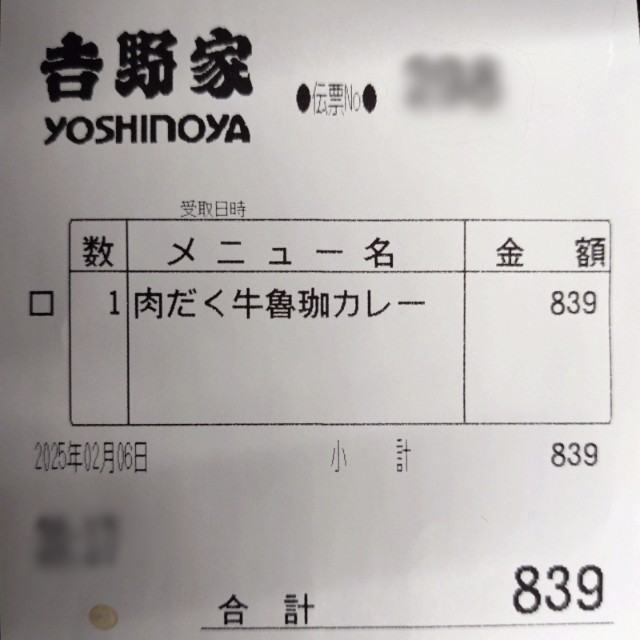 吉野家
YOSHINOYA
●伝票No●
受取日時
数 メニュー名 金額
□ 1 肉だく牛魯珈カレー 839
2025年02月06日 小計 839
合計 839